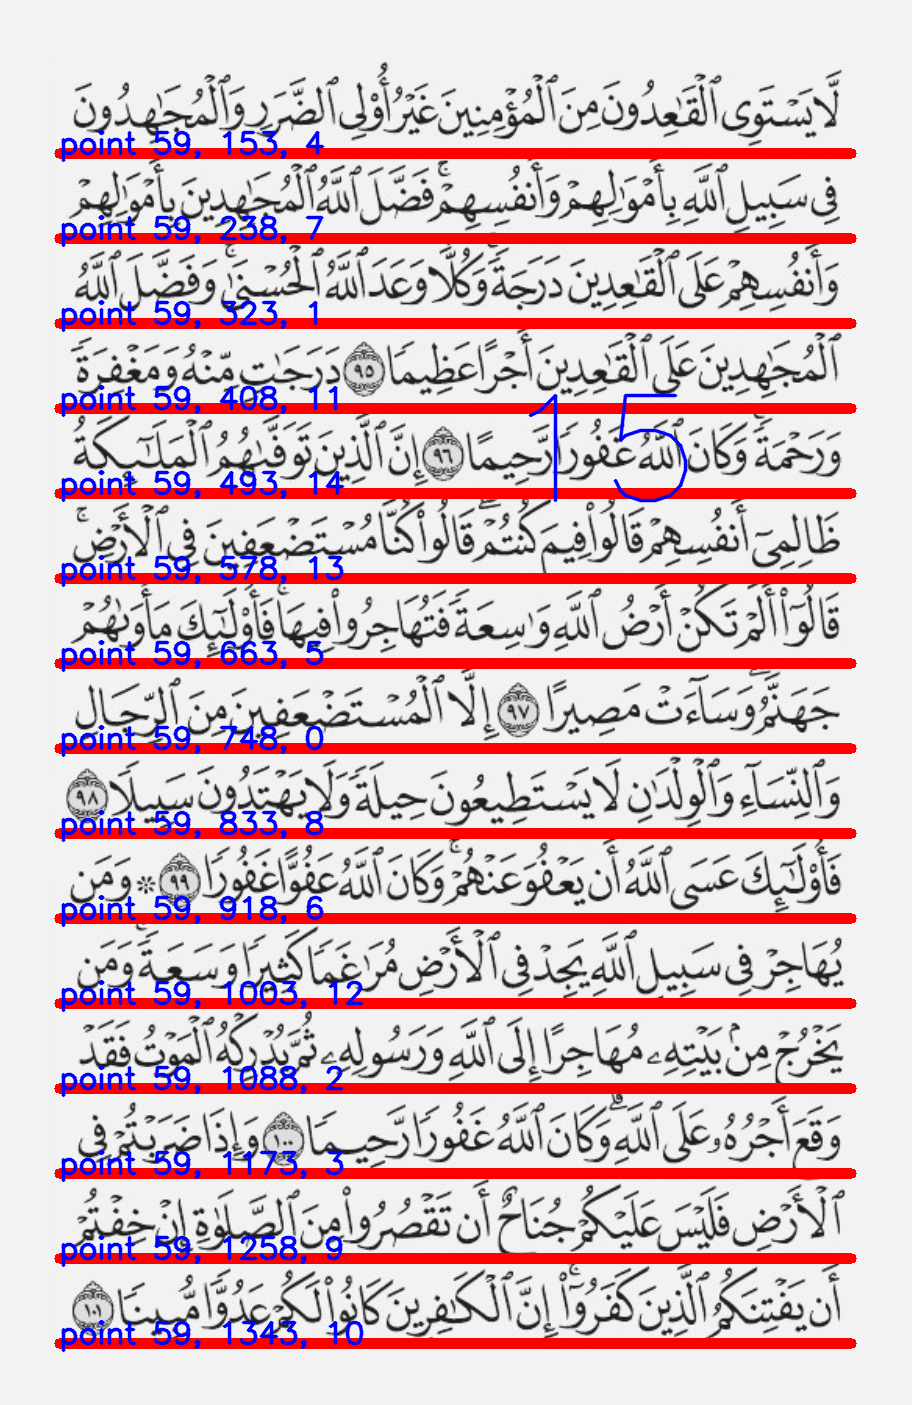 لَّا يَسْتَوِى ٱلْقَٰعِدُونَ مِنَ ٱلْمُؤْمِنِينَ غَيْرُ أُوْلِى ٱلضَّرَرِ وَٱلْمُجَٰهِدُونَ
point 59, 153, 4
فِى سَبِيلِ ٱللَّهِ بِأَمْوَٰلِهِمْ وَأَنفُسِهِمْ ۚ فَضَّلَ ٱللَّهُ ٱلْمُجَٰهِدِينَ بِأَمْوَٰلِهِمْ
point 59, 238, 7
وَأَنفُسِهِمْ عَلَى ٱلْقَٰعِدِينَ دَرَجَةً ۚ وَكُلًّا وَعَدَ ٱللَّهُ ٱلْحُسْنَىٰ ۚ وَفَضَّلَ ٱللَّهُ
point 59, 323, 1
ٱلْمُجَٰهِدِينَ عَلَى ٱلْقَٰعِدِينَ أَجْرًا عَظِيمًا ٩٥ دَرَجَٰتٍ مِّنْهُ وَمَغْفِرَةً
point 59, 408, 11
وَرَحْمَةً ۚ وَكَانَ ٱللَّهُ غَفُورًا رَّحِيمًا ٩٦ إِنَّ ٱلَّذِينَ تَوَفَّىٰهُمُ ٱلْمَلَٰٓئِكَةُ
15
point 59, 493, 14
ظَالِمِىٓ أَنفُسِهِمْ قَالُوا۟ فِيمَ كُنتُمْ ۖ قَالُوا۟ كُنَّا مُسْتَضْعَفِينَ فِى ٱلْأَرْضِ ۚ
point 59, 578, 13
قَالُوٓا۟ أَلَمْ تَكُنْ أَرْضُ ٱللَّهِ وَٰسِعَةً فَتُهَاجِرُوا۟ فِيهَا ۚ فَأُو۟لَٰٓئِكَ مَأْوَىٰهُمْ
point 59, 663, 5
جَهَنَّمُ ۖ وَسَآءَتْ مَصِيرًا ٩٧ إِلَّا ٱلْمُسْتَضْعَفِينَ مِنَ ٱلرِّجَالِ
point 59, 748, 0
وَٱلنِّسَآءِ وَٱلْوِلْدَٰنِ لَا يَسْتَطِيعُونَ حِيلَةً وَلَا يَهْتَدُونَ سَبِيلًا ٩٨
point 59, 833, 8
فَأُو۟لَٰٓئِكَ عَسَى ٱللَّهُ أَن يَعْفُوَ عَنْهُمْ ۚ وَكَانَ ٱللَّهُ عَفُوًّا غَفُورًا ٩٩ * وَمَن
point 59, 918, 6
يُهَاجِرْ فِى سَبِيلِ ٱللَّهِ يَجِدْ فِى ٱلْأَرْضِ مُرَٰغَمًا كَثِيرًا وَسَعَةً ۚ وَمَن
point 59, 1003, 12
يَخْرُجْ مِنۢ بَيْتِهِۦ مُهَاجِرًا إِلَى ٱللَّهِ وَرَسُولِهِۦ ثُمَّ يُدْرِكْهُ ٱلْمَوْتُ فَقَدْ
point 59, 1088, 2
وَقَعَ أَجْرُهُۥ عَلَى ٱللَّهِ ۗ وَكَانَ ٱللَّهُ غَفُورًا رَّحِيمًا ١٠٠ وَإِذَا ضَرَبْتُمْ فِى
point 59, 1173, 3
ٱلْأَرْضِ فَلَيْسَ عَلَيْكُمْ جُنَاحٌ أَن تَقْصُرُوا۟ مِنَ ٱلصَّلَوٰةِ إِنْ خِفْتُمْ
point 59, 1258, 9
أَن يَفْتِنَكُمُ ٱلَّذِينَ كَفَرُوٓا۟ ۚ إِنَّ ٱلْكَٰفِرِينَ كَانُوا۟ لَكُمْ عَدُوًّا مُّبِينًا ١٠١
point 59, 1343, 10